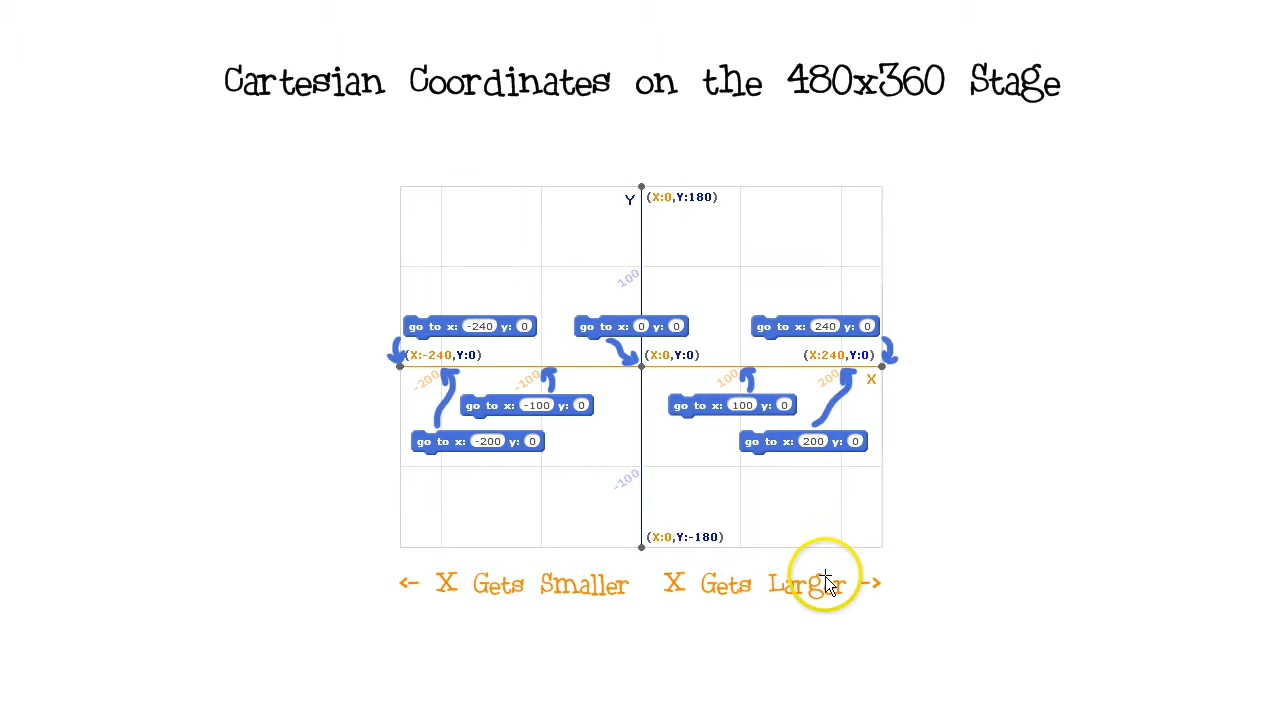 Cartesian Coordinates on the 480x360 Stage
Y
(X:0,Y:180)
100
go to x: -240 y: 0
go to x: 0 y: 0
go to x: 240 y: 0
(X:-240,Y:0)
(X:0,Y:0)
(X:240,Y:0)
-200
-100
100
200
X
go to x: -100 y: 0
go to x: 100 y: 0
go to x: -200 y: 0
go to x: 200 y: 0
-100
(X:0,Y:-180)
<- X Gets Smaller
X Gets Larger ->